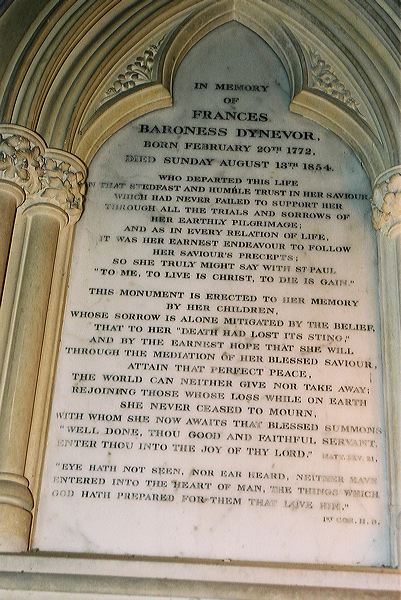 IN MEMORY
OF
FRANCES
BARONESS DYNEVOR,
BORN FEBRUARY 20TH 1772,
DIED SUNDAY AUGUST 13TH 1854.
WHO DEPARTED THIS LIFE
IN THAT STEDFAST AND HUMBLE TRUST IN HER SAVIOUR
WHICH HAD NEVER FAILED TO SUPPORT HER
THROUGH ALL THE TRIALS AND SORROWS OF
HER EARTHLY PILGRIMAGE;
AND AS IN EVERY RELATION OF LIFE,
IT WAS HER EARNEST ENDEAVOUR TO FOLLOW
HER SAVIOUR'S PRECEPTS;
SO SHE TRULY MIGHT SAY WITH ST PAUL
"TO ME, TO LIVE IS CHRIST, TO DIE IS GAIN."
THIS MONUMENT IS ERECTED TO HER MEMORY
BY HER CHILDREN,
WHOSE SORROW IS ALONE MITIGATED BY THE BELIEF,
THAT TO HER "DEATH HAD LOST ITS STING,"
AND BY THE EARNEST HOPE THAT SHE WILL
THROUGH THE MEDIATION OF HER BLESSED SAVIOUR,
ATTAIN THAT PERFECT PEACE,
THE WORLD CAN NEITHER GIVE NOR TAKE AWAY;
REJOINING THOSE WHOSE LOSS WHILE ON EARTH
SHE NEVER CEASED TO MOURN,
WITH WHOM SHE NOW AWAITS THAT BLESSED SUMMONS
"WELL DONE, THOU GOOD AND FAITHFUL SERVANT,
ENTER THOU INTO THE JOY OF THY LORD." MAT. XXV. 21.
"EYE HATH NOT SEEN, NOR EAR HEARD, NEITHER HAVE
ENTERED INTO THE HEART OF MAN, THE THINGS WHICH
GOD HATH PREPARED FOR THEM THAT LOVE HIM."
1ST COR. II. 9.